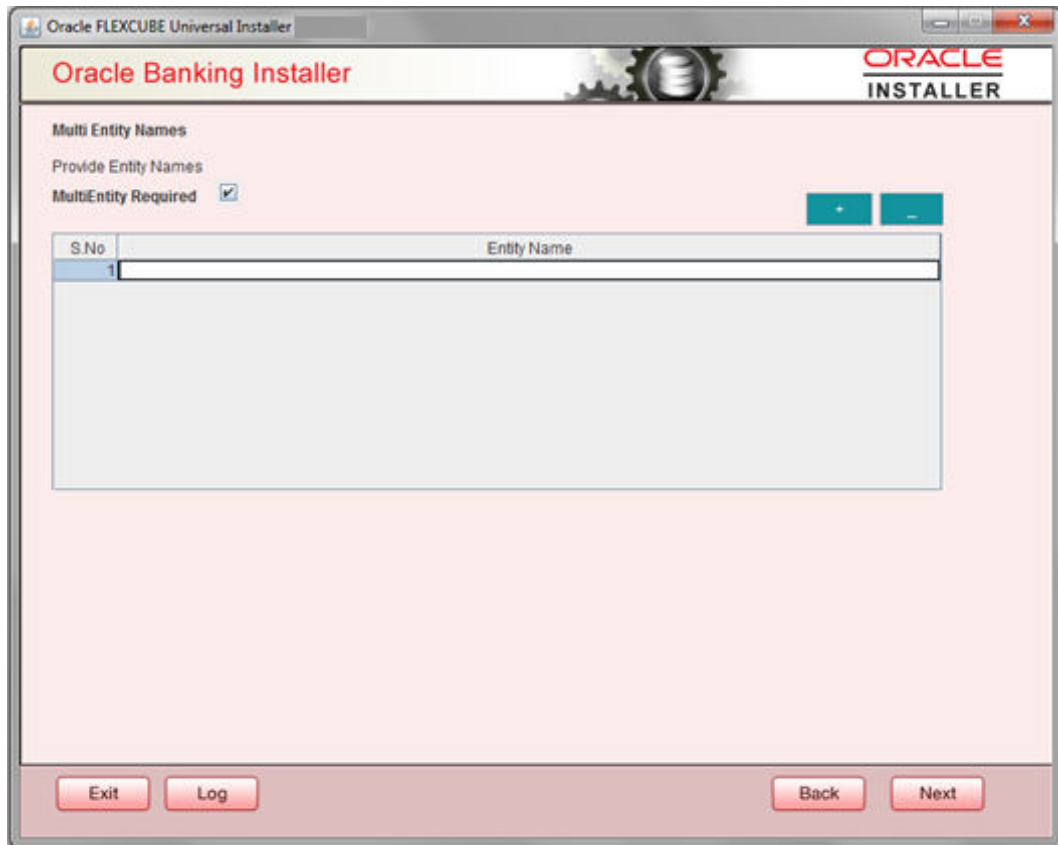 Oracle FLEXCUBE Universal Installer
Oracle Banking Installer
ORACLE
INSTALLER
Multi Entity Names
Provide Entity Names
MultiEntity Required
+ _
S.No Entity Name
1
Exit Log Back Next